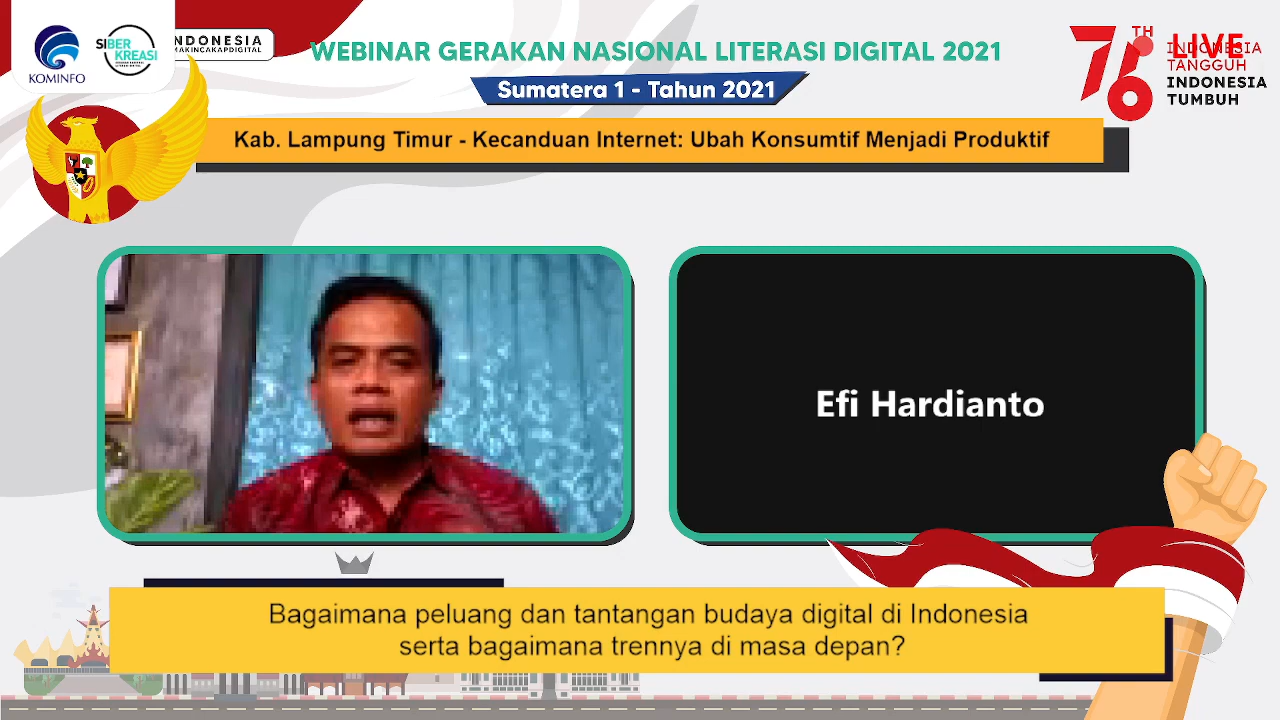 KOMINFO
SIBER
KREASI
INDONESIA
MAKINCAKAPDIGITAL
WEBINAR GERAKAN NASIONAL LITERASI DIGITAL 2021
Sumatera 1 - Tahun 2021
76 TH
LIVE
INDONESIA
TANGGUH
INDONESIA
TUMBUH
Kab. Lampung Timur - Kecanduan Internet: Ubah Konsumtif Menjadi Produktif
Efi Hardianto
Bagaimana peluang dan tantangan budaya digital di Indonesia
serta bagaimana trennya di masa depan?